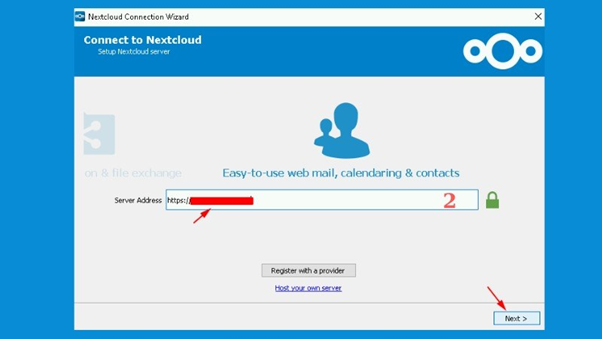 Nextcloud Connection Wizard
Connect to Nextcloud
Setup Nextcloud server
on & file exchange
Easy-to-use web mail, calendaring & contacts
Server Address https://
2
Register with a provider
Host your own server
Next >